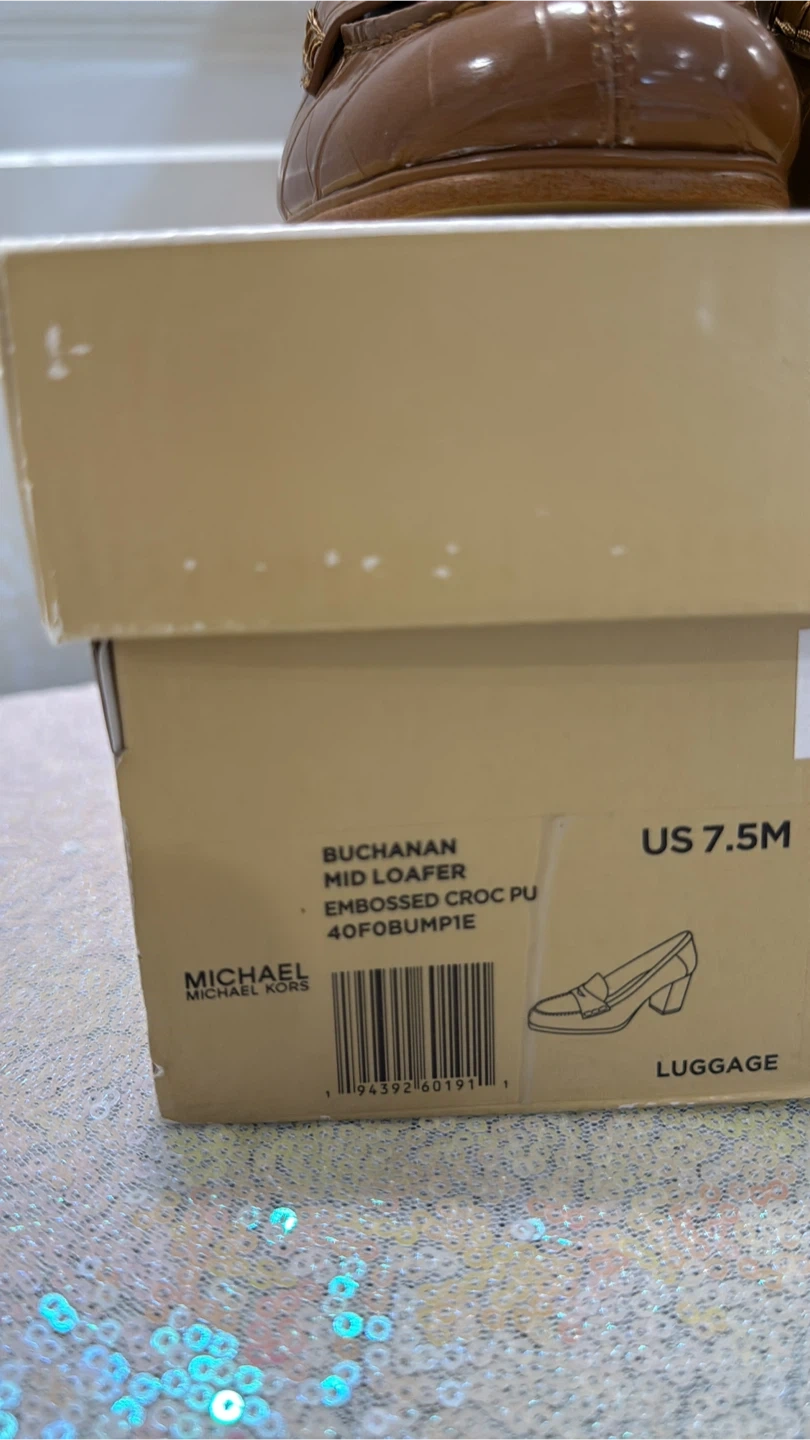 BUCHANAN
MID LOAFER
EMBOSSED CROC PU
40F0BUMP1E
US 7.5M
MICHAEL
MICHAEL KORS
1 94392 60191 1
LUGGAGE